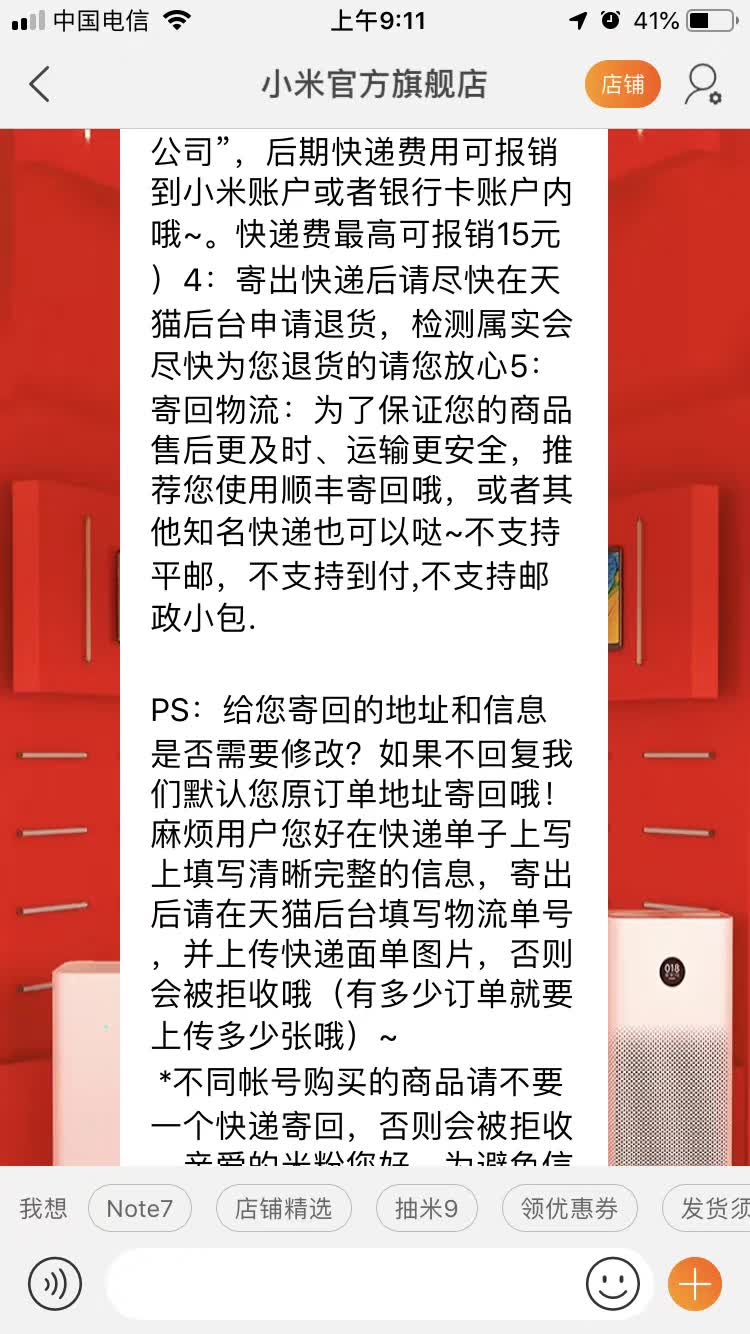 中国电信
上午9:11
41%
小米官方旗舰店
店铺
公司”，后期快递费用可报销
到小米账户或者银行卡账户内
哦~。快递费最高可报销15元
）4：寄出快递后请尽快在天
猫后台申请退货，检测属实会
尽快为您退货的请您放心5：
寄回物流：为了保证您的商品
售后更及时、运输更安全，推
荐您使用顺丰寄回哦，或者其
他知名快递也可以哒~不支持
平邮，不支持到付,不支持邮
政小包.
PS：给您寄回的地址和信息
是否需要修改？如果不回复我
们默认您原订单地址寄回哦！
麻烦用户您好在快递单子上写
上填写清晰完整的信息，寄出
后请在天猫后台填写物流单号
，并上传快递面单图片，否则
会被拒收哦（有多少订单就要
上传多少张哦）~
*不同帐号购买的商品请不要
一个快递寄回，否则会被拒收
亲爱的米粉您好，为避免信
018
我想
Note7
店铺精选
抽米9
领优惠券
发货须